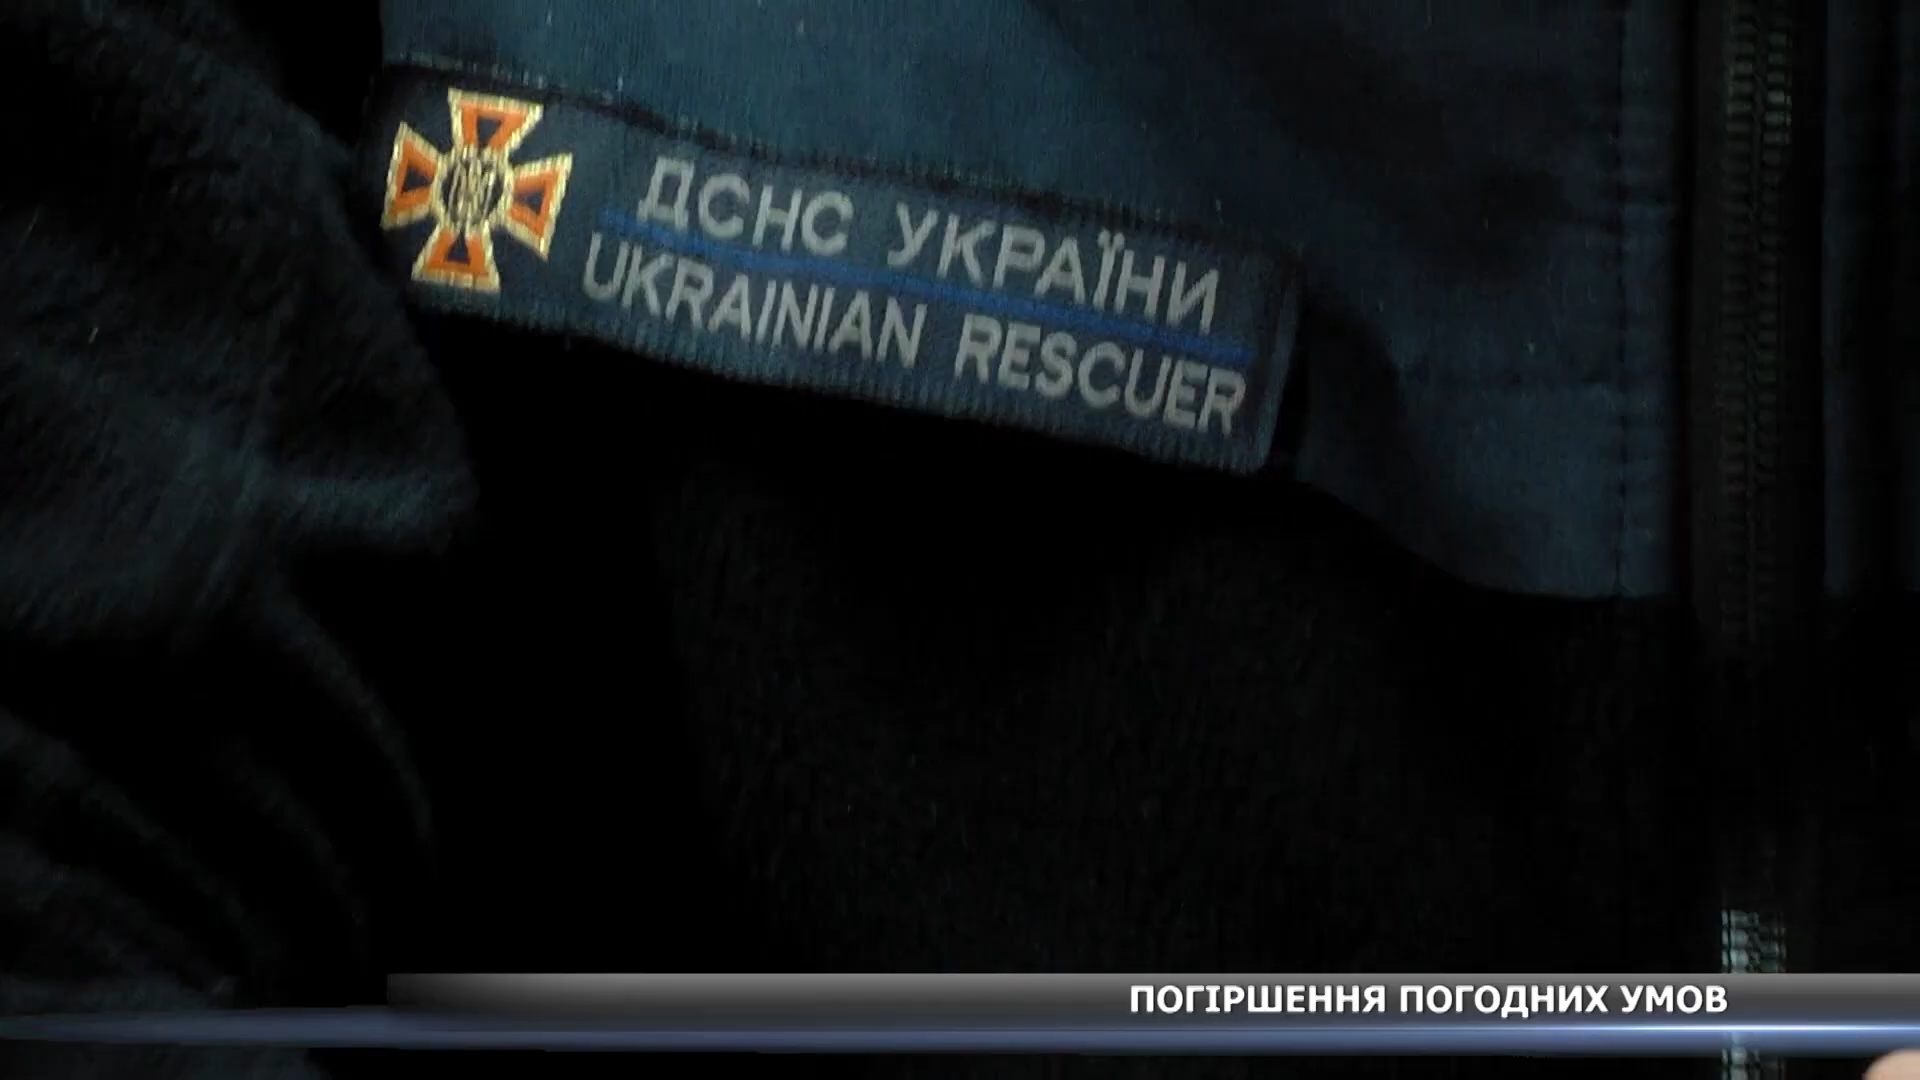 ДСНС УКРАЇНИ
UKRAINIAN RESCUER
ПОГІРШЕННЯ ПОГОДНИХ УМОВ